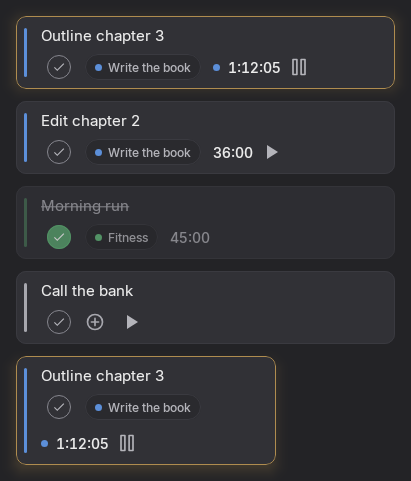 Outline chapter 3
Write the book 1:12:05
Edit chapter 2
Write the book 36:00
Morning run
Fitness 45:00
Call the bank
Outline chapter 3
Write the book
1:12:05